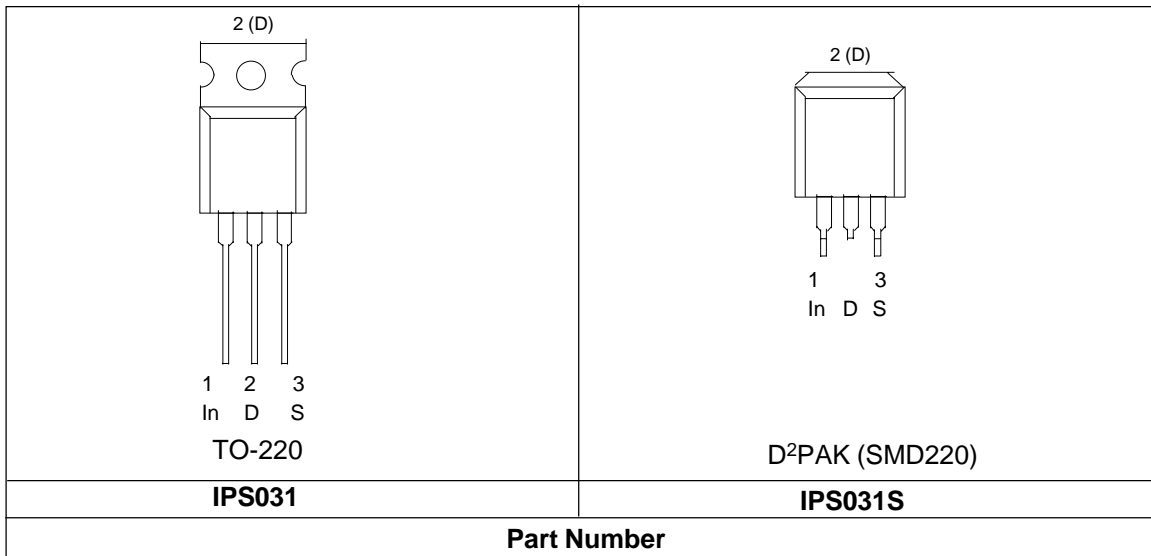 2 (D)
1 2 3
In D S
TO-220
IPS031
2 (D)
1 3
In D S
D²PAK (SMD220)
IPS031S
Part Number